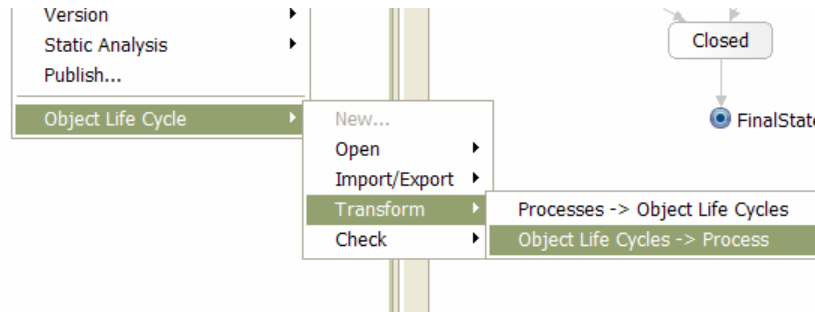 Version
Static Analysis
Publish...
Object Life Cycle
New...
Open
Import/Export
Transform
Check
Processes -> Object Life Cycles
Object Life Cycles -> Process
Closed
FinalState